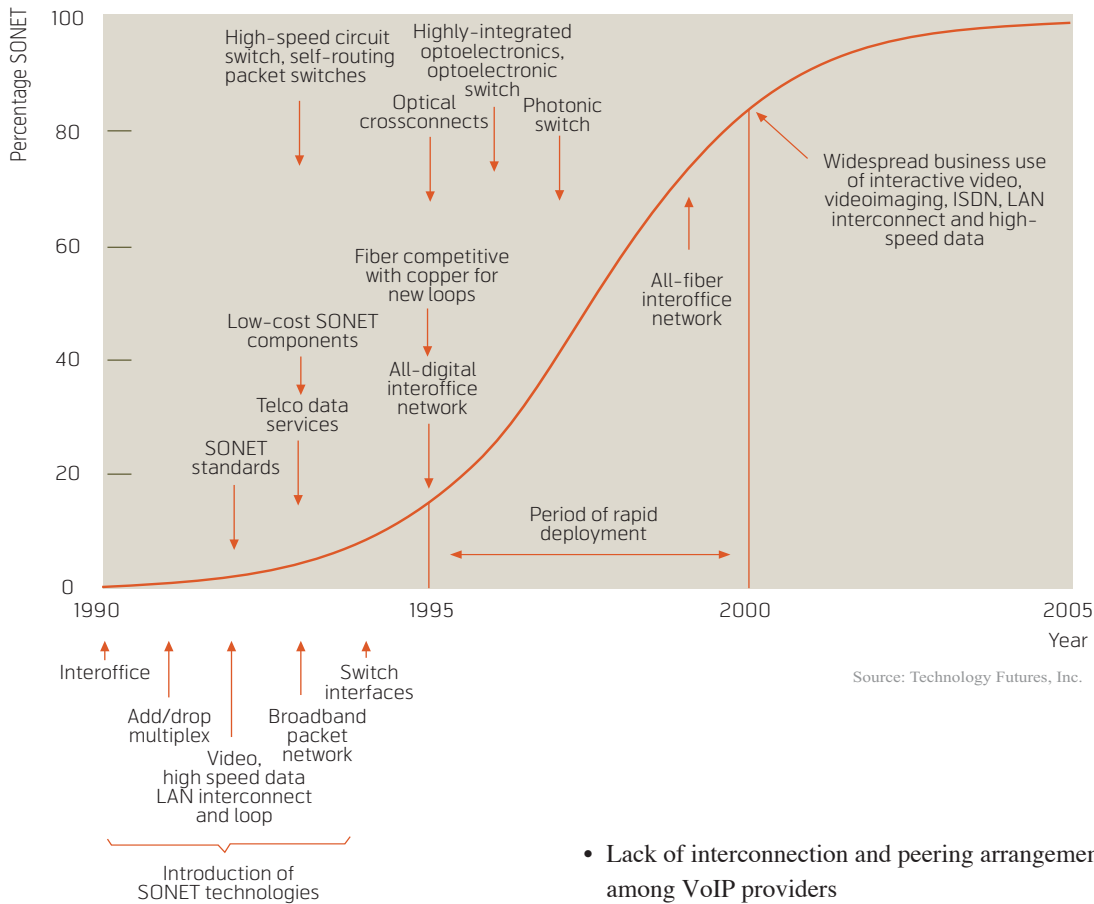 Percentage SONET
100
80
60
40
20
0
High-speed circuit
switch, self-routing
packet switches
Highly-integrated
optoelectronics,
optoelectronic
switch
Optical
crossconnects
Photonic
switch
Widespread business use
of interactive video,
videoimaging, ISDN, LAN
interconnect and high-
speed data
Fiber competitive
with copper for
new loops
All-fiber
interoffice
network
Low-cost SONET
components
All-digital
interoffice
network
Telco data
services
SONET
standards
Period of rapid
deployment
1990
1995
2000
2005
Year
Interoffice
Switch
interfaces
Source: Technology Futures, Inc.
Add/drop
multiplex
Broadband
packet
network
Video,
high speed data
LAN interconnect
and loop
Introduction of
SONET technologies
• Lack of interconnection and peering arrangemen
among VoIP providers